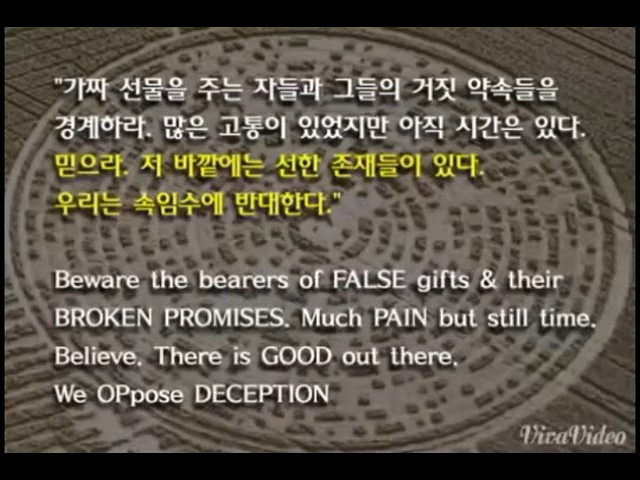 "가짜 선물을 주는 자들과 그들의 거짓 약속들을
경계하라. 많은 고통이 있었지만 아직 시간은 있다.
믿으라. 저 바깥에는 선한 존재들이 있다.
우리는 속임수에 반대한다."
Beware the bearers of FALSE gifts & their
BROKEN PROMISES. Much PAIN but still time.
Believe. There is GOOD out there.
We OPpose DECEPTION
VivaVideo